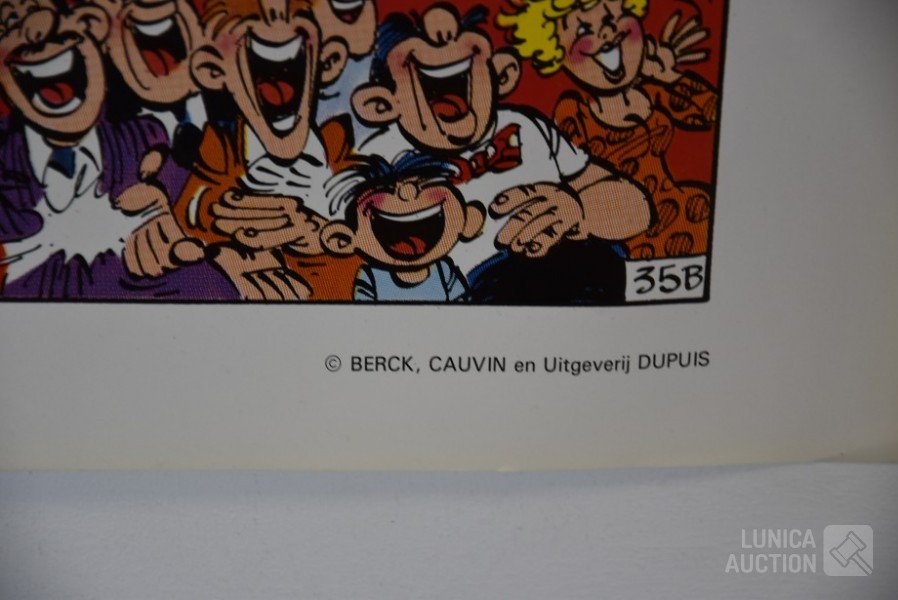 35B
© BERCK, CAUVIN en Uitgeverij DUPUIS
LUNICA
AUCTION